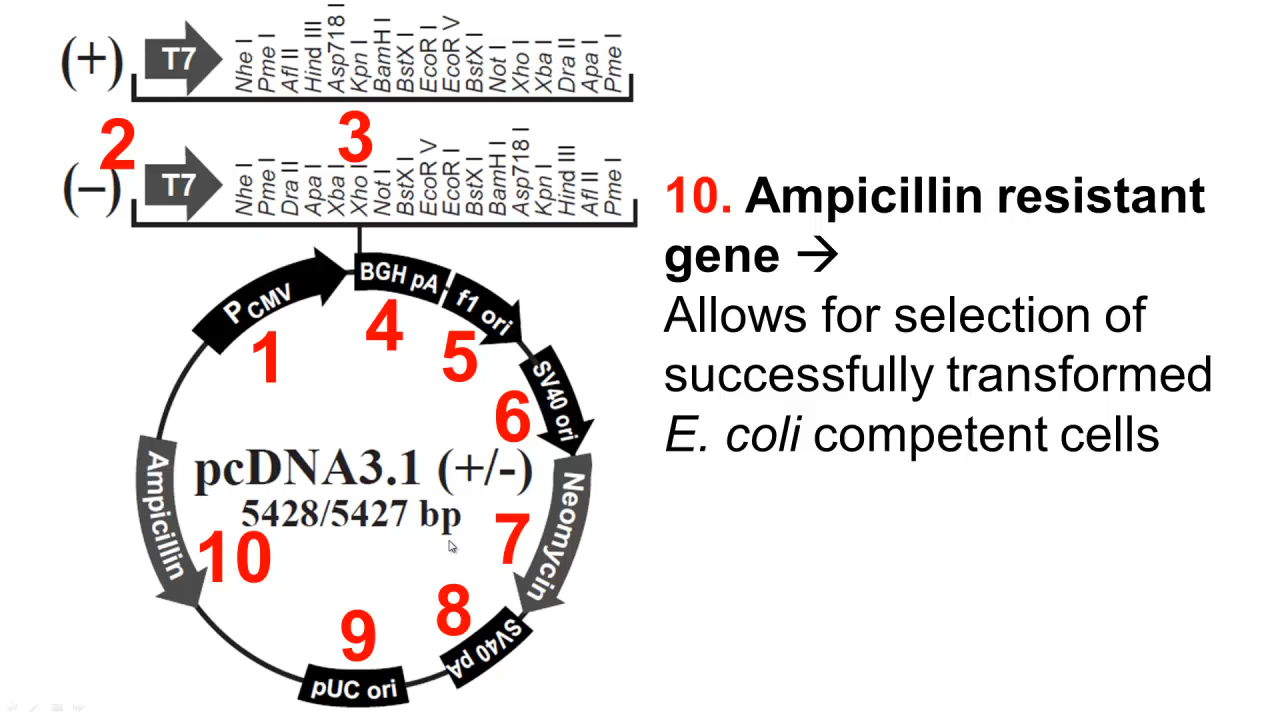 (+) T7 Nhe I Pme I Afl II Hind III Asp718 I Kpn I BamH I BstX I EcoR I EcoR V BstX I Not I Xho I Xba I Dra II Apa I Pme I
2 3
(–) T7 Nhe I Pme I Dra II Apa I Xba I Xho I Not I BstX I EcoR V EcoR I BstX I BamH I Asp718 I Kpn I Hind III Afl II Pme I
PCMV
1
BGH pA
4
f1 ori
5
SV40 ori
6
pcDNA3.1 (+/-)
5428/5427 bp
Neomycin
7
SV40 pA
8
pUC ori
9
Ampicillin
10
10. Ampicillin resistant
gene →
Allows for selection of
successfully transformed
E. coli competent cells